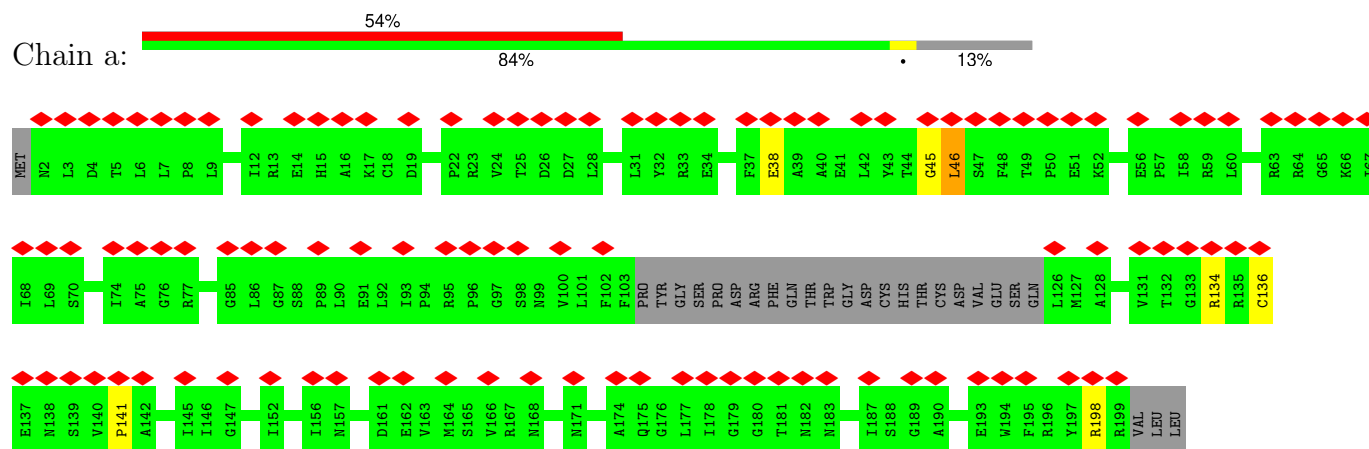 54%
Chain a:
84% • 13%
MET N2 L3 D4 T5 L6 L7 P8 L9 I12 R13 E14 H15 A16 K17 C18 D19 P22 R23 V24 T25 D26 D27 L28 L31 Y32 R33 E34 F37 E38 A39 A40 E41 L42 Y43 T44 G45 L46 S47 F48 T49 P50 E51 K52 E56 P57 I58 R59 L60 R63 R64 G65 K66 I67
I68 L69 S70 I74 A75 G76 R77 G85 L86 G87 S88 P89 L90 E91 L92 I93 P94 R95 P96 G97 S98 N99 V100 L101 F102 F103 PRO TYR GLY SER PRO ASP ARG PHE GLN THR TRP GLY ASP CYS HIS THR CYS ASP VAL GLU SER GLN L126 M127 A128 V131 T132 G133 R134 R135 C136
E137 N138 S139 V140 P141 A142 I145 I146 G147 I152 I156 N157 D161 E162 V163 M164 S165 V166 R167 N168 N171 A174 Q175 G176 L177 I178 G179 G180 T181 N182 N183 I187 S188 G189 A190 E193 W194 F195 R196 Y197 R198 R199 VAL LEU LEU